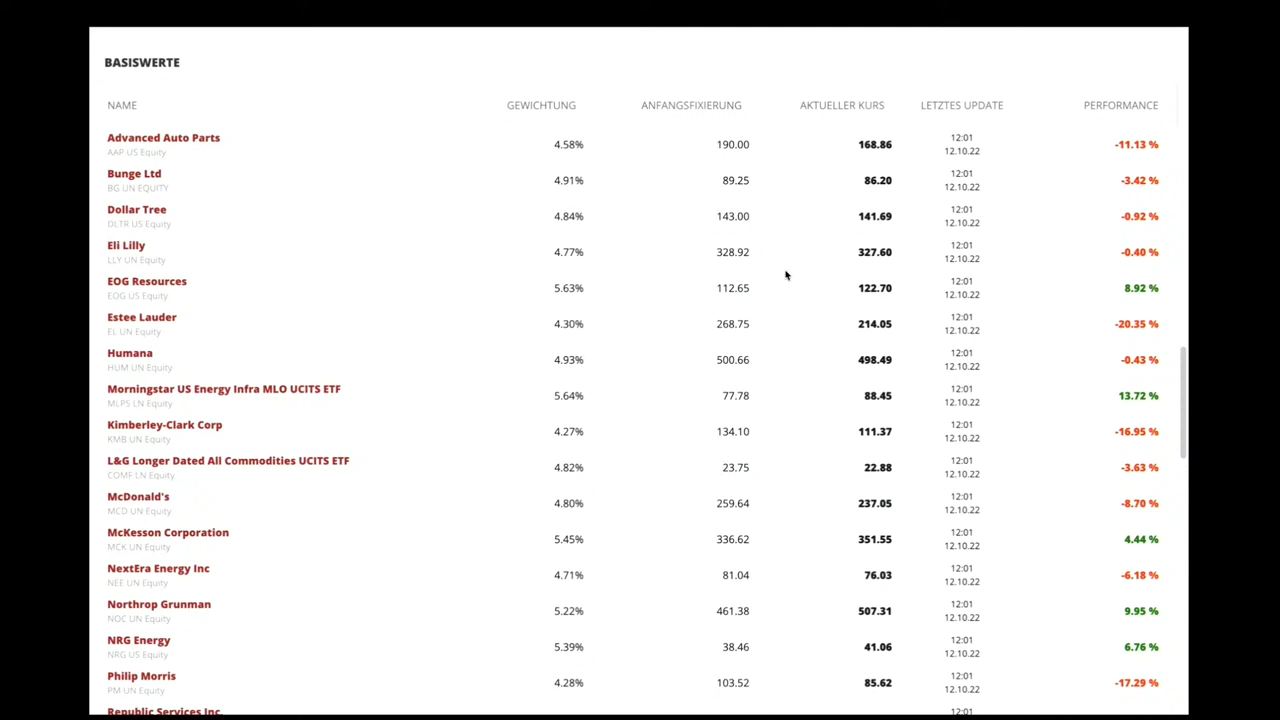 BASISWERTE
NAME GEWICHTUNG ANFANGSFIXIERUNG AKTUELLER KURS LETZTES UPDATE PERFORMANCE
Advanced Auto Parts 4.58% 190.00 168.86 12:01 -11.13 %
AAP US Equity 12.10.22
Bunge Ltd 4.91% 89.25 86.20 12:01 -3.42 %
BG UN EQUITY 12.10.22
Dollar Tree 4.84% 143.00 141.69 12:01 -0.92 %
DLTR US Equity 12.10.22
Eli Lilly 4.77% 328.92 327.60 12:01 -0.40 %
LLY UN Equity 12.10.22
EOG Resources 5.63% 112.65 122.70 12:01 8.92 %
EOG US Equity 12.10.22
Estee Lauder 4.30% 268.75 214.05 12:01 -20.35 %
EL UN Equity 12.10.22
Humana 4.93% 500.66 498.49 12:01 -0.43 %
HUM UN Equity 12.10.22
Morningstar US Energy Infra MLO UCITS ETF 5.64% 77.78 88.45 12:01 13.72 %
MLPS LN Equity 12.10.22
Kimberley-Clark Corp 4.27% 134.10 111.37 12:01 -16.95 %
KMB UN Equity 12.10.22
L&G Longer Dated All Commodities UCITS ETF 4.82% 23.75 22.88 12:01 -3.63 %
COMF LN Equity 12.10.22
McDonald's 4.80% 259.64 237.05 12:01 -8.70 %
MCD UN Equity 12.10.22
McKesson Corporation 5.45% 336.62 351.55 12:01 4.44 %
MCK UN Equity 12.10.22
NextEra Energy Inc 4.71% 81.04 76.03 12:01 -6.18 %
NEE UN Equity 12.10.22
Northrop Grunman 5.22% 461.38 507.31 12:01 9.95 %
NOC UN Equity 12.10.22
NRG Energy 5.39% 38.46 41.06 12:01 6.76 %
NRG US Equity 12.10.22
Philip Morris 4.28% 103.52 85.62 12:01 -17.29 %
PM UN Equity 12.10.22
Republic Services Inc 12:01